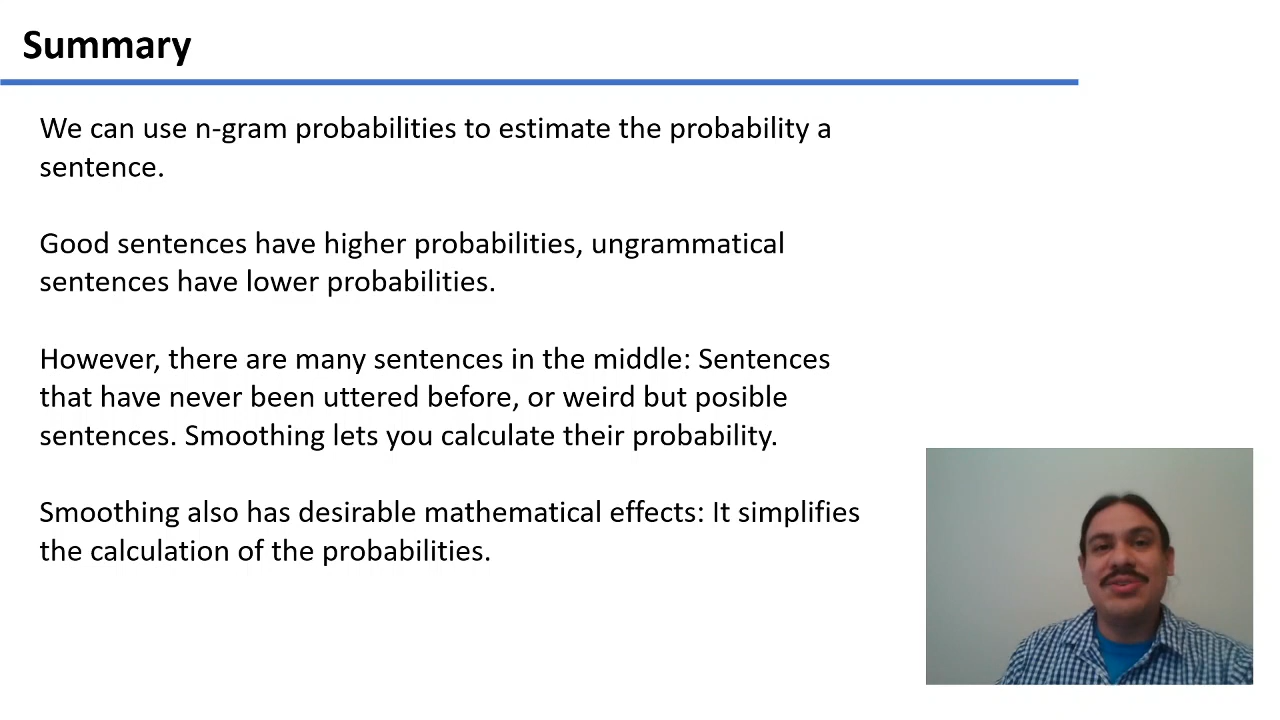 Summary
We can use n-gram probabilities to estimate the probability a
sentence.
Good sentences have higher probabilities, ungrammatical
sentences have lower probabilities.
However, there are many sentences in the middle: Sentences
that have never been uttered before, or weird but posible
sentences. Smoothing lets you calculate their probability.
Smoothing also has desirable mathematical effects: It simplifies
the calculation of the probabilities.